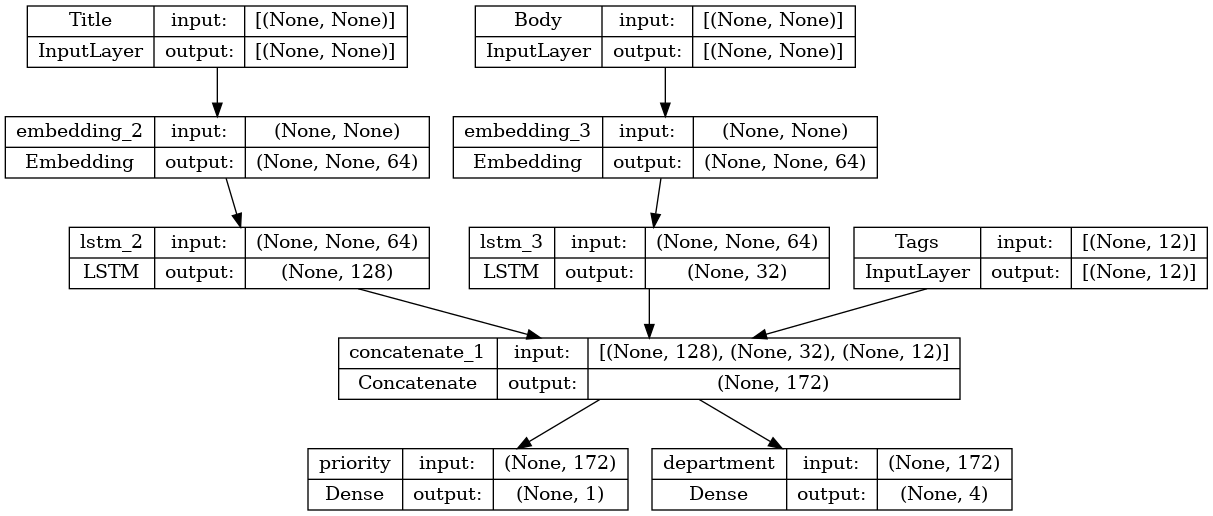 Title input: [(None, None)]
InputLayer output: [(None, None)]
Body input: [(None, None)]
InputLayer output: [(None, None)]
embedding_2 input: (None, None)
Embedding output: (None, None, 64)
embedding_3 input: (None, None)
Embedding output: (None, None, 64)
lstm_2 input: (None, None, 64)
LSTM output: (None, 128)
lstm_3 input: (None, None, 64)
LSTM output: (None, 32)
Tags input: [(None, 12)]
InputLayer output: [(None, 12)]
concatenate_1 input: [(None, 128), (None, 32), (None, 12)]
Concatenate output: (None, 172)
priority input: (None, 172)
Dense output: (None, 1)
department input: (None, 172)
Dense output: (None, 4)